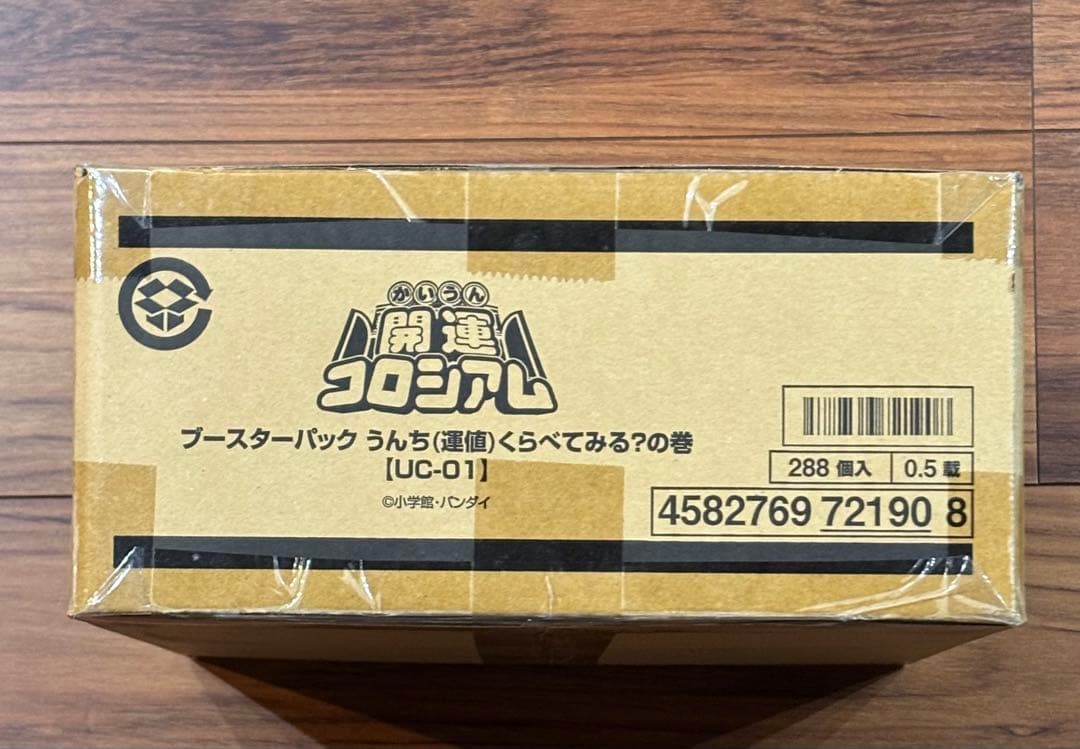 かいうん
開運
コロシアム
ブースターパック うんち(運値)くらべてみる?の巻
【UC-01】
©小学館・バンダイ
288 個入 0.5 載
4582769 72190 8